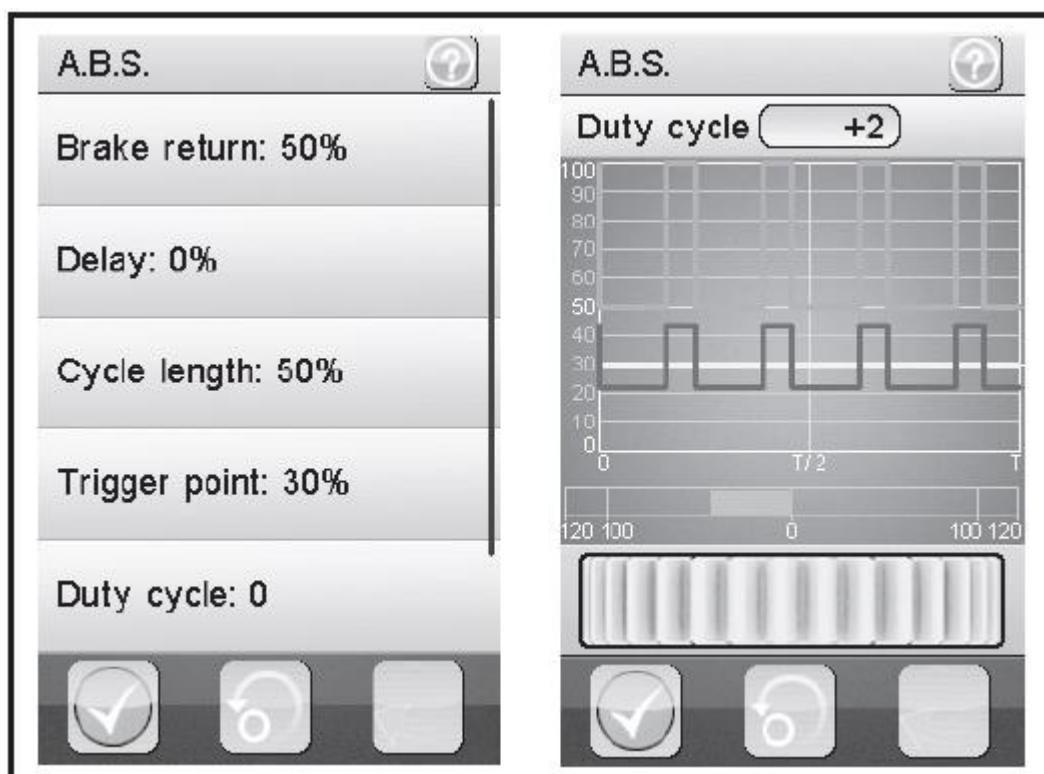 A.B.S.
?
Brake return: 50%
Delay: 0%
Cycle length: 50%
Trigger point: 30%
Duty cycle: 0
A.B.S.
?
Duty cycle +2
100
90
80
70
60
50
40
30
20
10
0
0 T/2 T
120 100 0 100 120